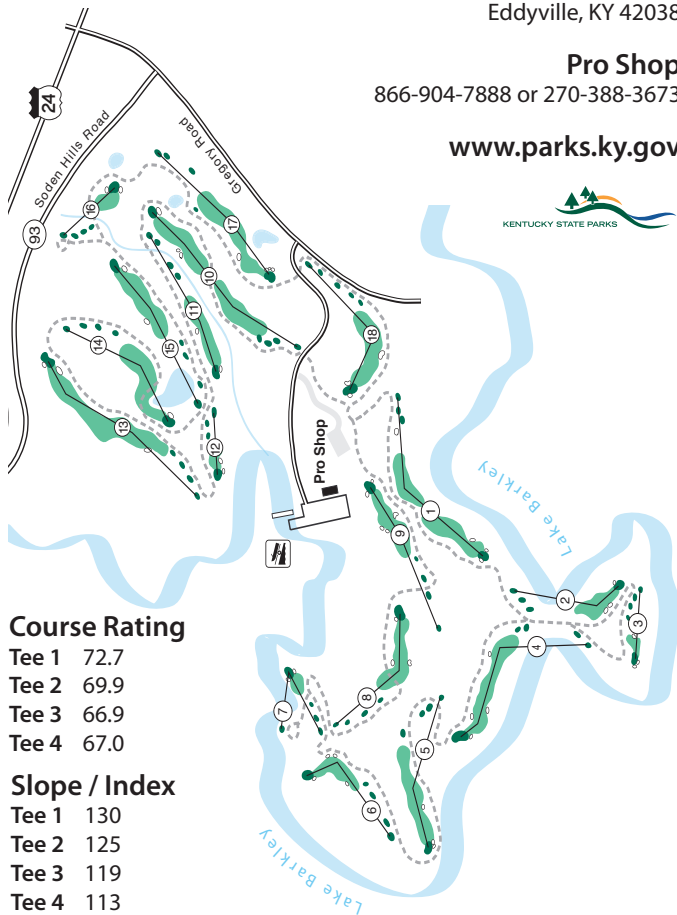 Eddyville, KY 42038
Pro Shop
866-904-7888 or 270-388-3673
www.parks.ky.gov
KENTUCKY STATE PARKS
24
Soden Hills Road
Gregory Road
93
16
17
10
11
14
15
18
13
12
Pro Shop
1
9
Lake Barkley
2
3
4
8
7
5
6
Lake Barkley
Course Rating
Tee 1 72.7
Tee 2 69.9
Tee 3 66.9
Tee 4 67.0
Slope / Index
Tee 1 130
Tee 2 125
Tee 3 119
Tee 4 113